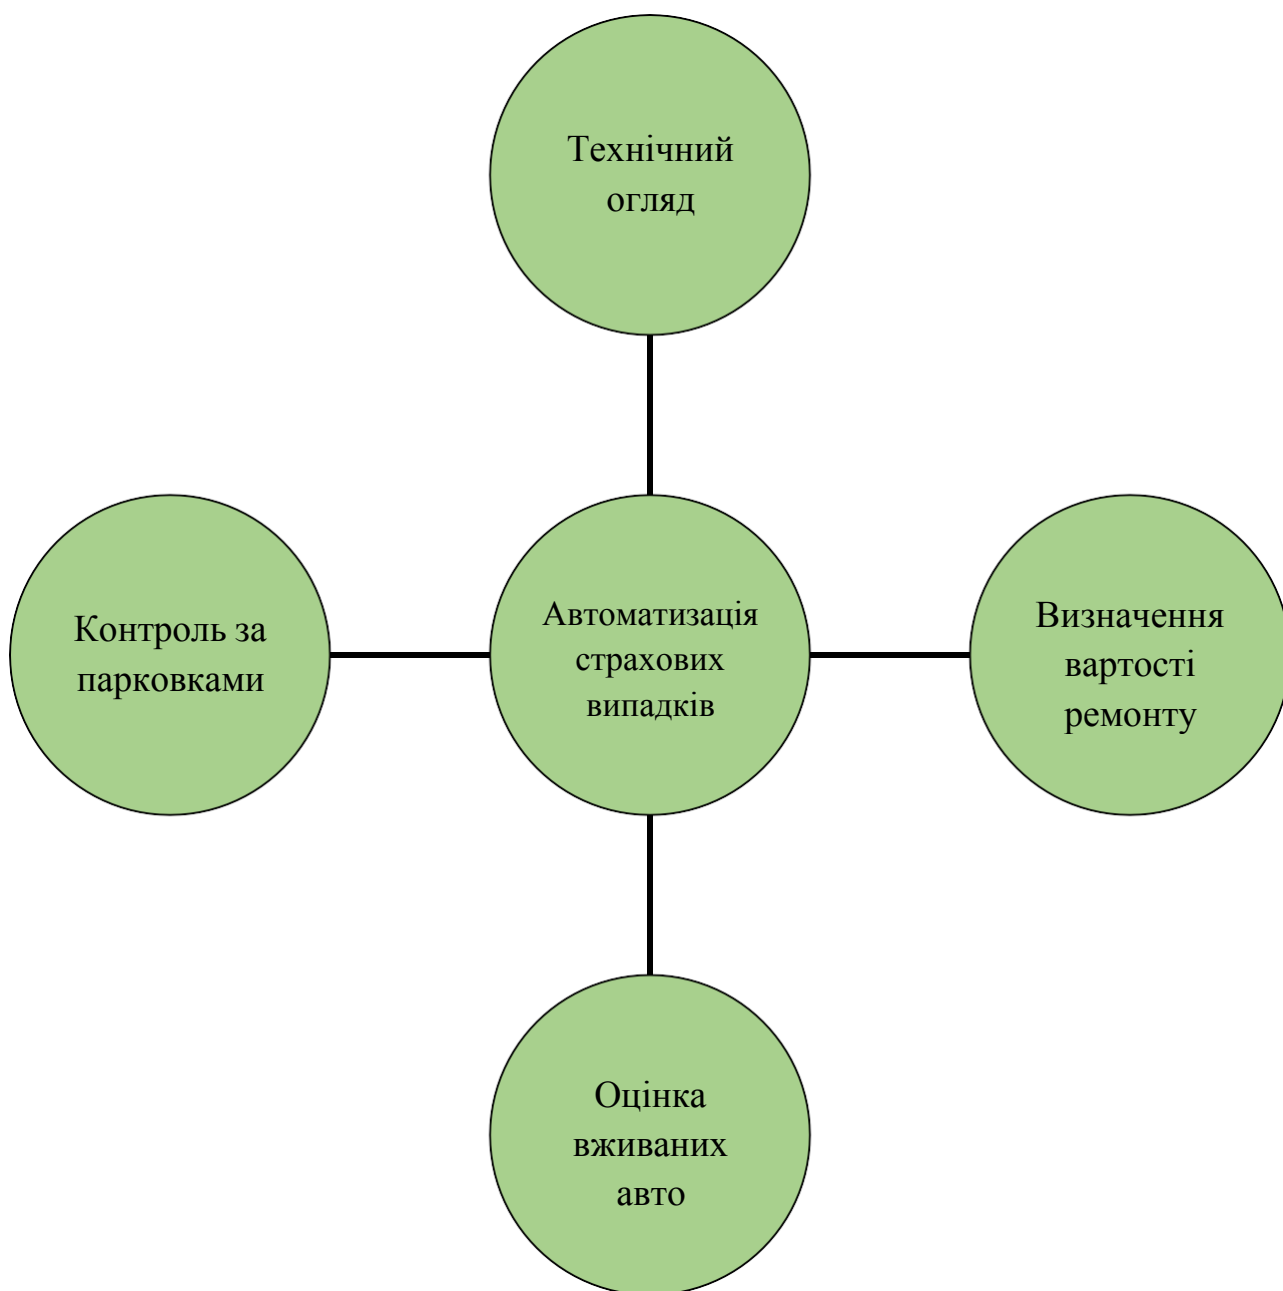 Технічний
огляд
Контроль за
парковками
Автоматизація
страхових
випадків
Визначення
вартості
ремонту
Оцінка
вживаних
авто